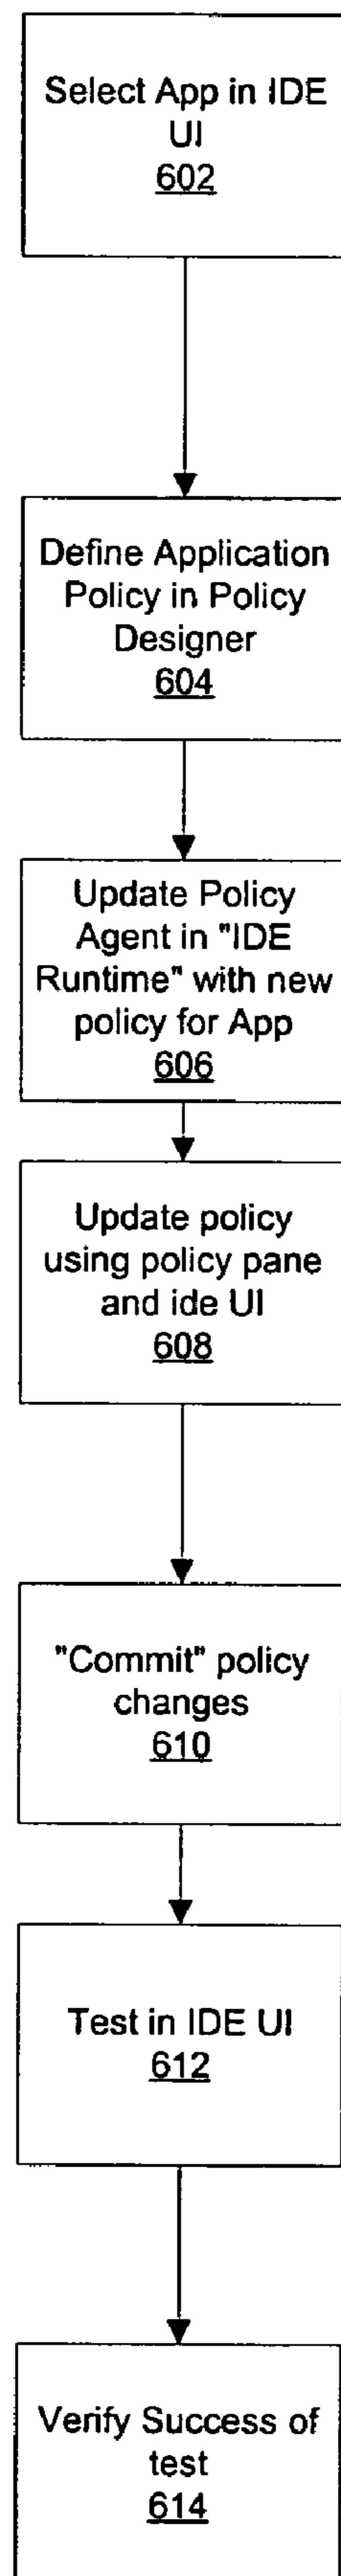 Select App in IDE
UI
602
Define Application
Policy in Policy
Designer
604
Update Policy
Agent in "IDE
Runtime" with new
policy for App
606
Update policy
using policy pane
and ide UI
608
"Commit" policy
changes
610
Test in IDE UI
612
Verify Success of
test
614